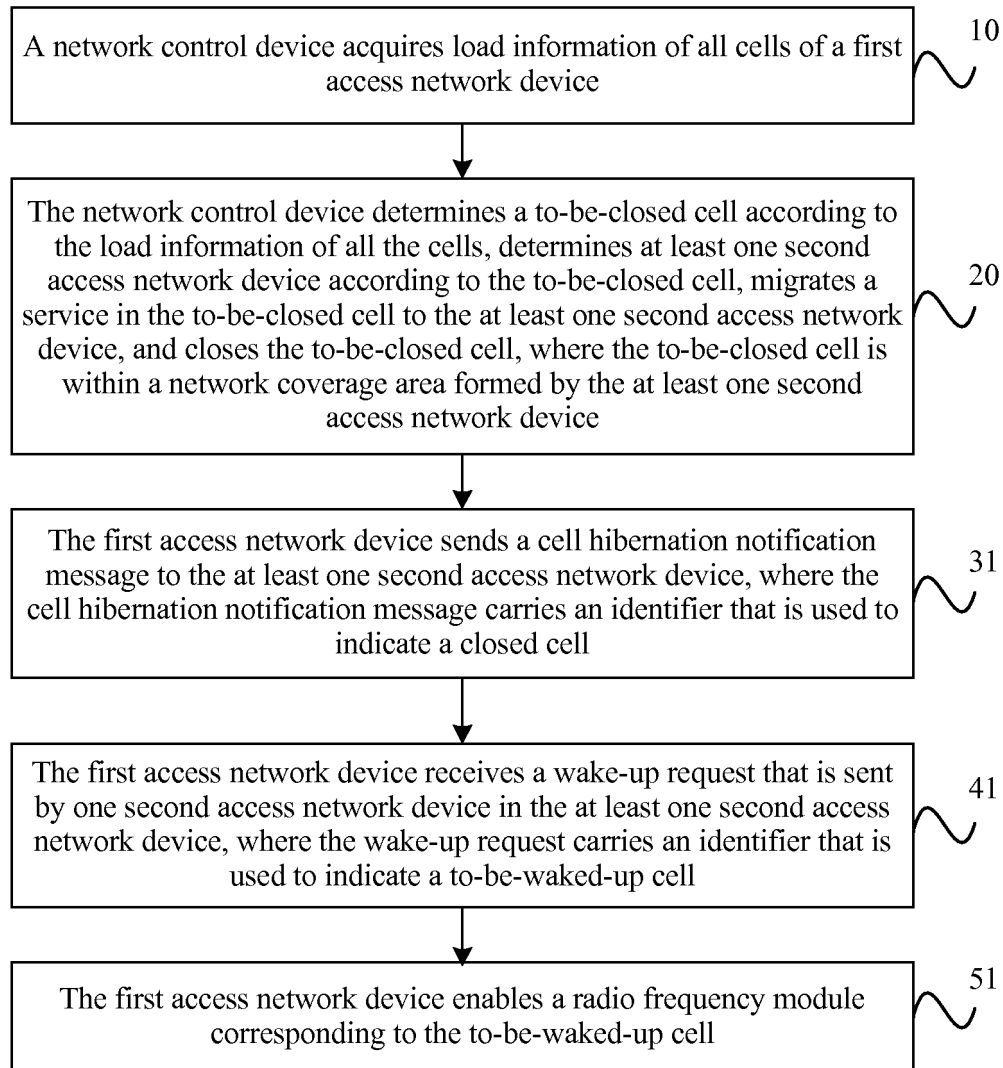 A network control device acquires load information of all cells of a first
access network device
10
The network control device determines a to-be-closed cell according to
the load information of all the cells, determines at least one second
access network device according to the to-be-closed cell, migrates a
service in the to-be-closed cell to the at least one second access network
device, and closes the to-be-closed cell, where the to-be-closed cell is
within a network coverage area formed by the at least one second
access network device
20
The first access network device sends a cell hibernation notification
message to the at least one second access network device, where the
cell hibernation notification message carries an identifier that is used to
indicate a closed cell
31
The first access network device receives a wake-up request that is sent
by one second access network device in the at least one second access
network device, where the wake-up request carries an identifier that is
used to indicate a to-be-waked-up cell
41
The first access network device enables a radio frequency module
corresponding to the to-be-waked-up cell
51